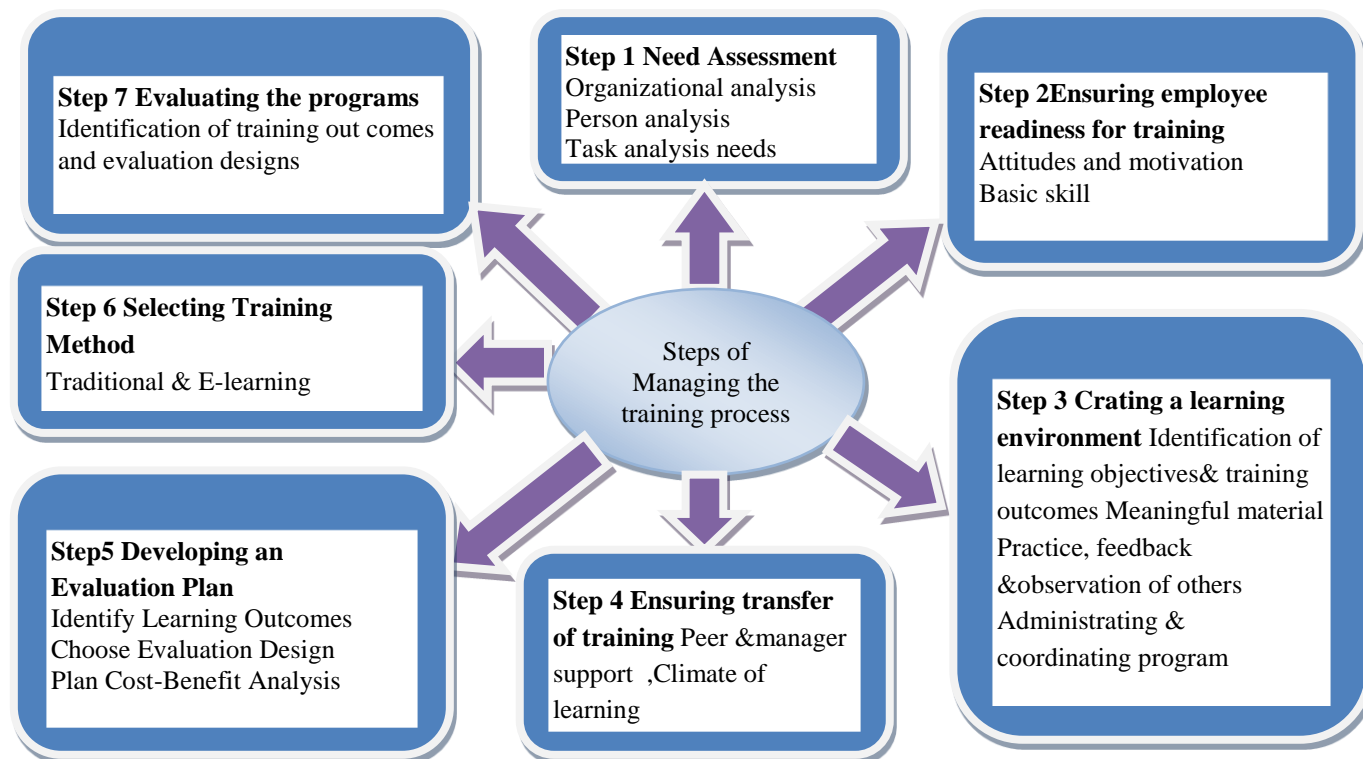 Step 1 Need Assessment
Organizational analysis
Person analysis
Task analysis needs
Step 2Ensuring employee
readiness for training
Attitudes and motivation
Basic skill
Step 3 Crating a learning
environment Identification of
learning objectives& training
outcomes Meaningful material
Practice, feedback
&observation of others
Administrating &
coordinating program
Step 4 Ensuring transfer
of training Peer &manager
support ,Climate of
learning
Step5 Developing an
Evaluation Plan
Identify Learning Outcomes
Choose Evaluation Design
Plan Cost-Benefit Analysis
Step 6 Selecting Training
Method
Traditional & E-learning
Step 7 Evaluating the programs
Identification of training out comes
and evaluation designs
Steps of
Managing the
training process